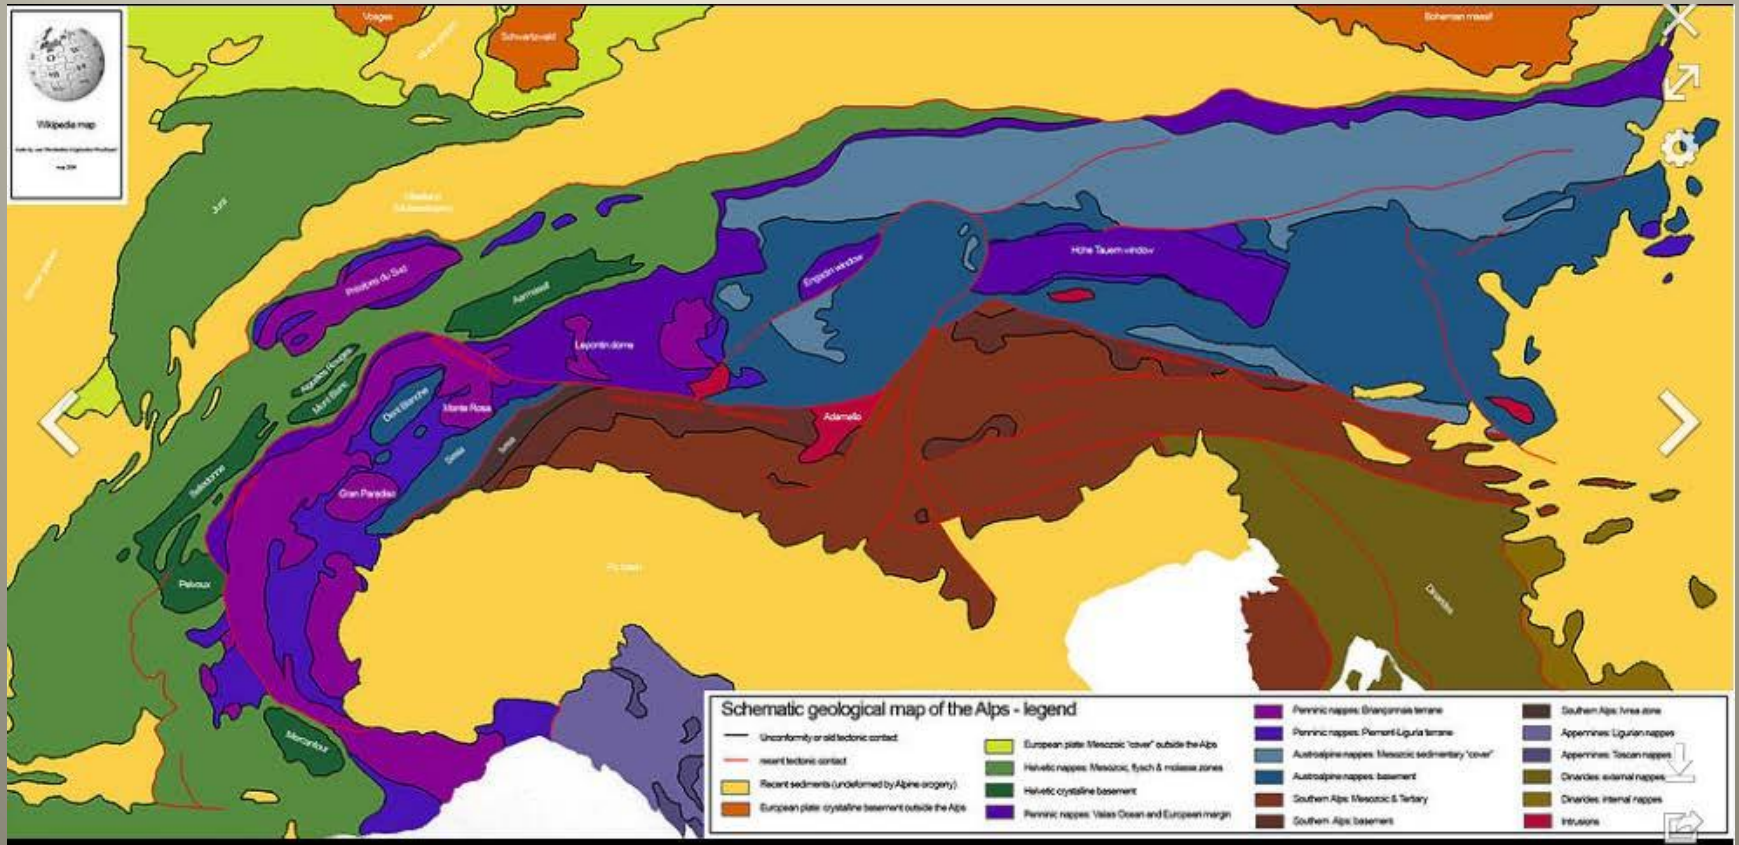 Vosges
Schwartzwald
Bohemian massif
Wikipedia map
Jura
Préalpes du Sud
Aarmassif
Engadin window
Hohe Tauern window
Lepontin dome
Aiguilles Rouges
Mont Blanc
Dent Blanche
Monte Rosa
Adamello
Sesia
Ivrea
Belledonne
Gran Paradiso
Pelvoux
Po basin
Dinarides
Mercantour
Schematic geological map of the Alps - legend
Unconformity or old tectonic contact
recent tectonic contact
Recent sediments (undeformed by Alpine orogeny)
European plate: crystalline basement outside the Alps
European plate: Mesozoic "cover" outside the Alps
Helvetic nappes: Mesozoic, flysch & molasse zones
Helvetic crystalline basement
Penninic nappes: Valais Ocean and European margin
Penninic nappes: Briançonnais terrane
Penninic nappes: Piemont-Liguria terrane
Austroalpine nappes: Mesozoic sedimentary "cover"
Austroalpine nappes: basement
Southern Alps: Mesozoic & Tertiary
Southern Alps: basement
Southern Alps: Ivrea zone
Appenines: Ligurian nappes
Appenines: Toscan nappes
Dinarides: external nappes
Dinarides: internal nappes
Intrusions